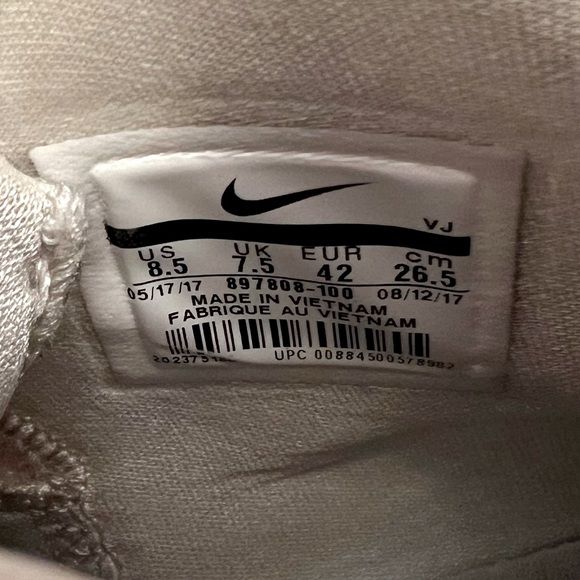 VJ
US UK EUR cm
8.5 7.5 42 26.5
05/17/17 897808-100 08/12/17
MADE IN VIETNAM
FABRIQUE AU VIETNAM
UPC 00884500578982